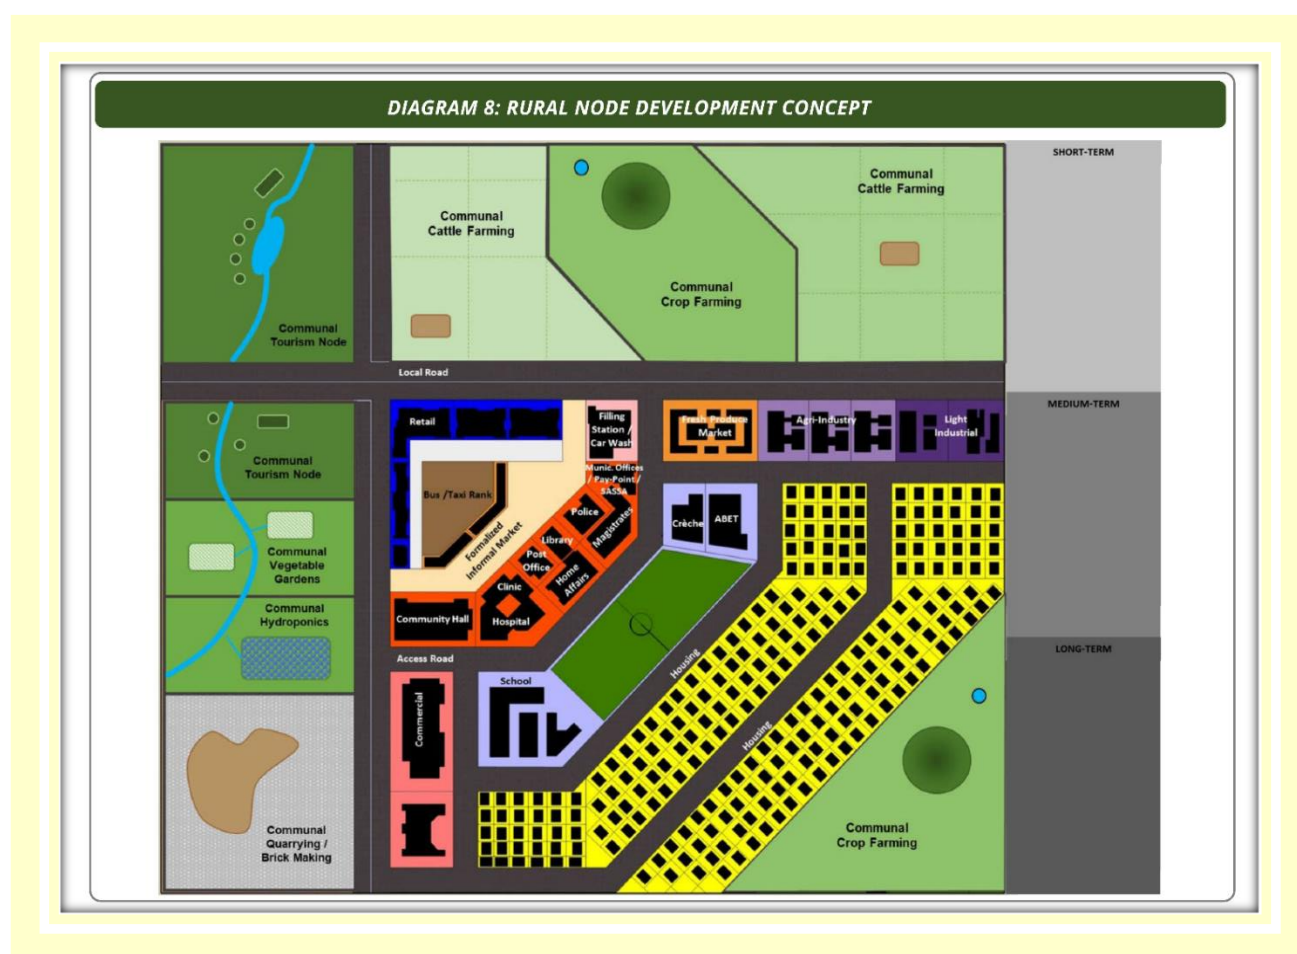 DIAGRAM 8: RURAL NODE DEVELOPMENT CONCEPT
SHORT-TERM
Communal
Cattle Farming
Communal
Cattle Farming
Communal
Crop Farming
Communal
Tourism Node
Local Road
MEDIUM-TERM
Retail
Filling
Station /
Car Wash
Fresh Produce
Market
Agri-Industry
Light
Industrial
Communal
Tourism Node
Bus /Taxi Rank
Munic. Offices
/ Pay-Point /
SASSA
Formalized
Informal Market
Police
Magistrates
Library
Post
Office
Home
Affairs
Crèche
ABET
Communal
Vegetable
Gardens
Clinic
Hospital
Communal
Hydroponics
Community Hall
Access Road
LONG-TERM
School
Housing
Commercial
Housing
Communal
Quarrying /
Brick Making
Communal
Crop Farming